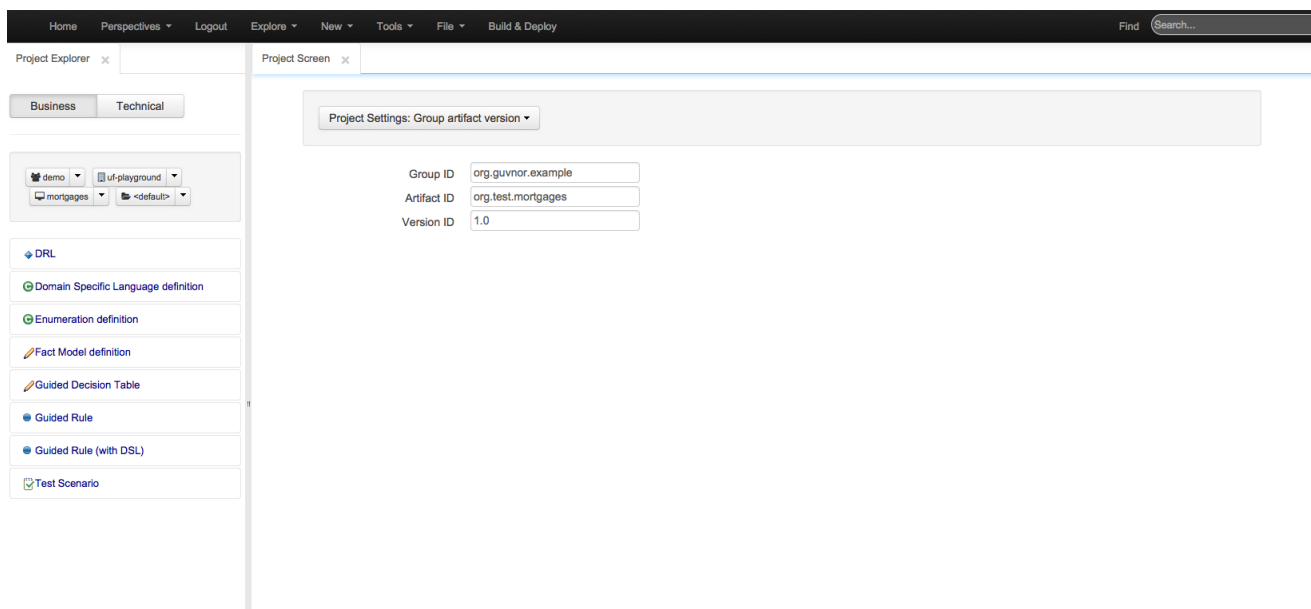 Home Perspectives Logout Explore New Tools File Build & Deploy Find Search...
Project Explorer
Project Screen
Business Technical
Project Settings: Group artifact version
demo uf-playground
mortgages <default>
Group ID org.guvnor.example
Artifact ID org.test.mortgages
Version ID 1.0
DRL
Domain Specific Language definition
Enumeration definition
Fact Model definition
Guided Decision Table
Guided Rule
Guided Rule (with DSL)
Test Scenario